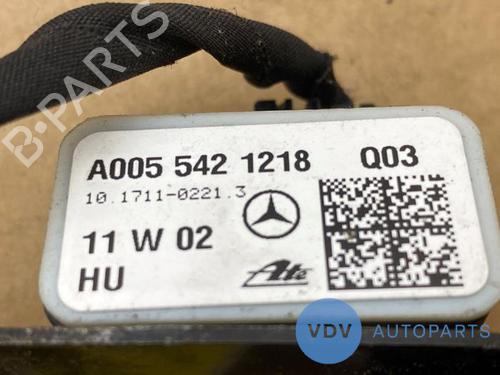 B-PARTS
A005 542 1218 Q03
10.1711-0221.3
11 W 02
HU Ate
VDV AUTOPARTS